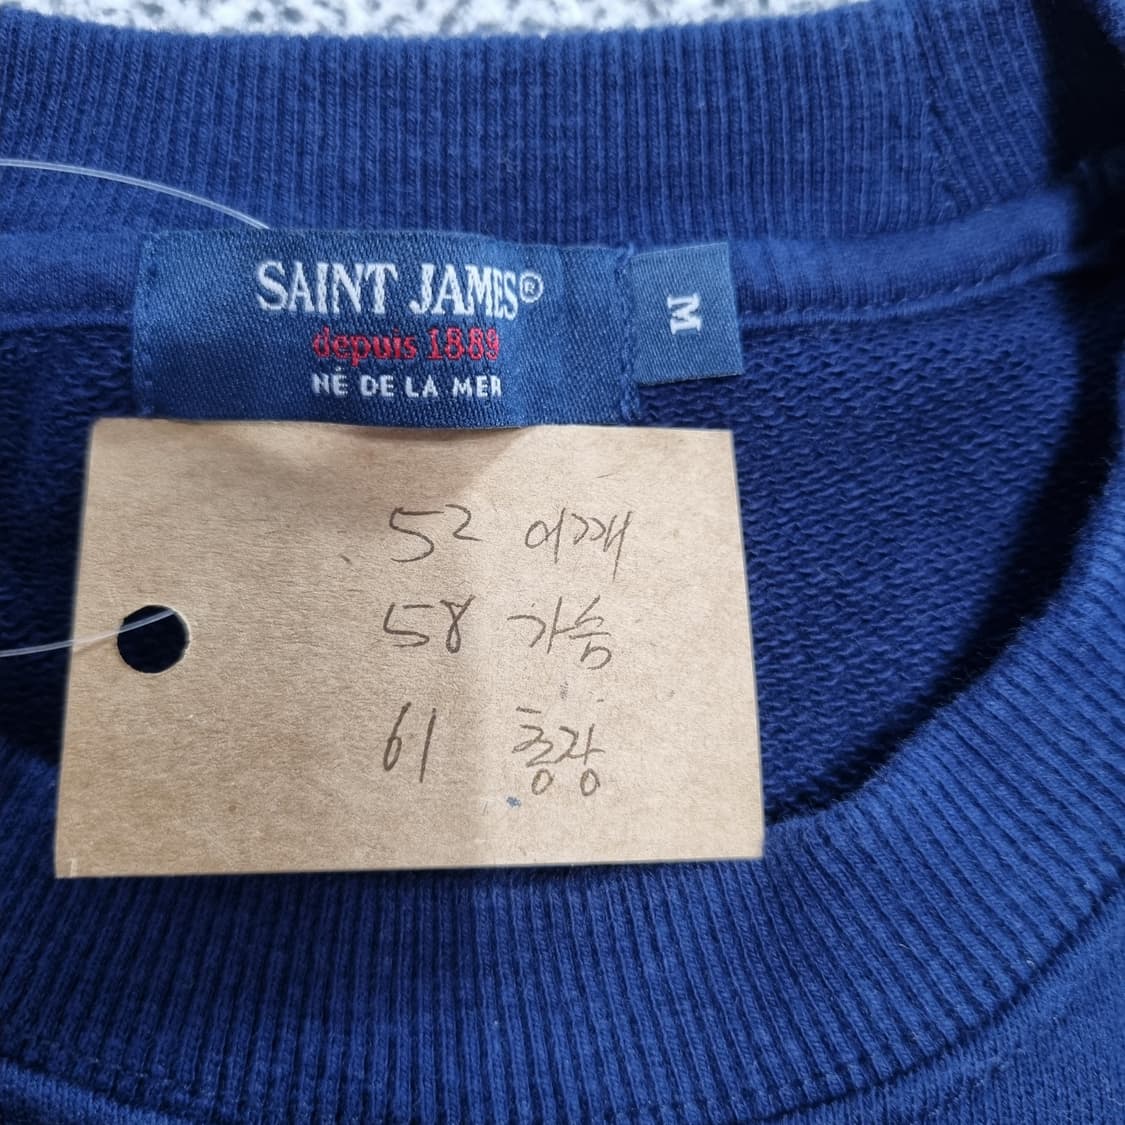 SAINT JAMES®
depuis 1889
NÉ DE LA MER
M
52 어깨
58 가슴
61 총장